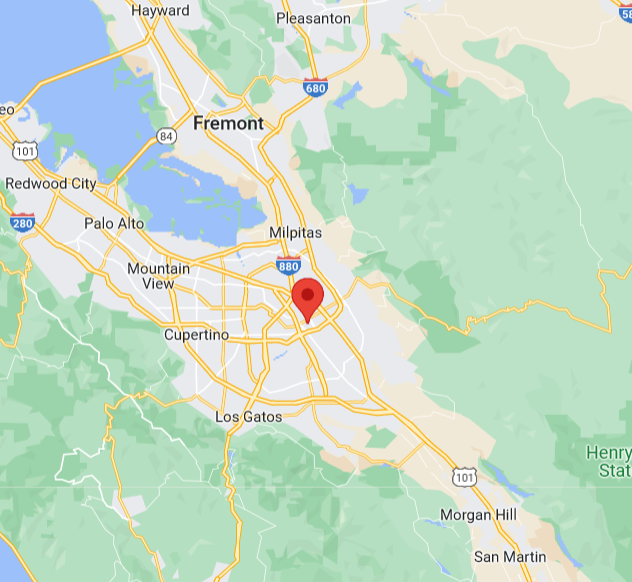 Hayward
Pleasanton
58
680
Fremont
eo
84
101
Redwood City
280
Palo Alto
Milpitas
880
Mountain
View
Cupertino
Los Gatos
Henry
Stat
101
Morgan Hill
San Martin